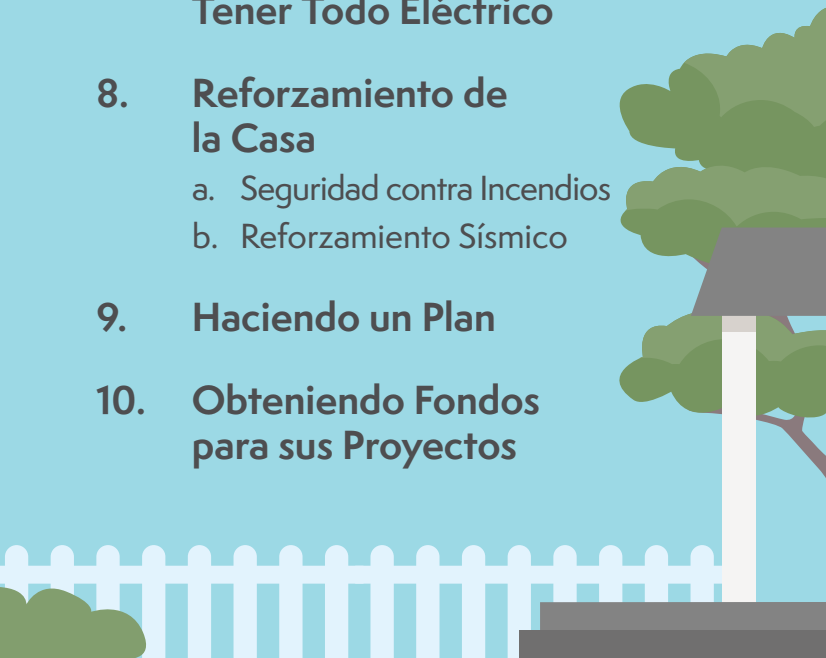 Tener Todo Eléctrico
8. Reforzamiento de
la Casa
a. Seguridad contra Incendios
b. Reforzamiento Sísmico
9. Haciendo un Plan
10. Obteniendo Fondos
para sus Proyectos